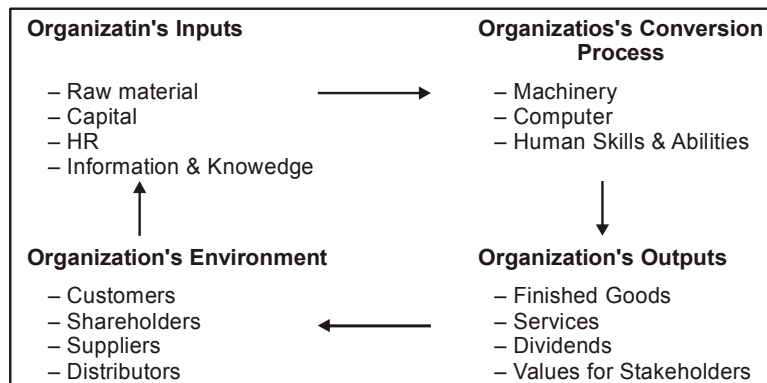 Organizatin's Inputs
– Raw material
– Capital
– HR
– Information & Knowedge
Organizatios's Conversion
Process
– Machinery
– Computer
– Human Skills & Abilities
Organization's Environment
– Customers
– Shareholders
– Suppliers
– Distributors
Organization's Outputs
– Finished Goods
– Services
– Dividends
– Values for Stakeholders